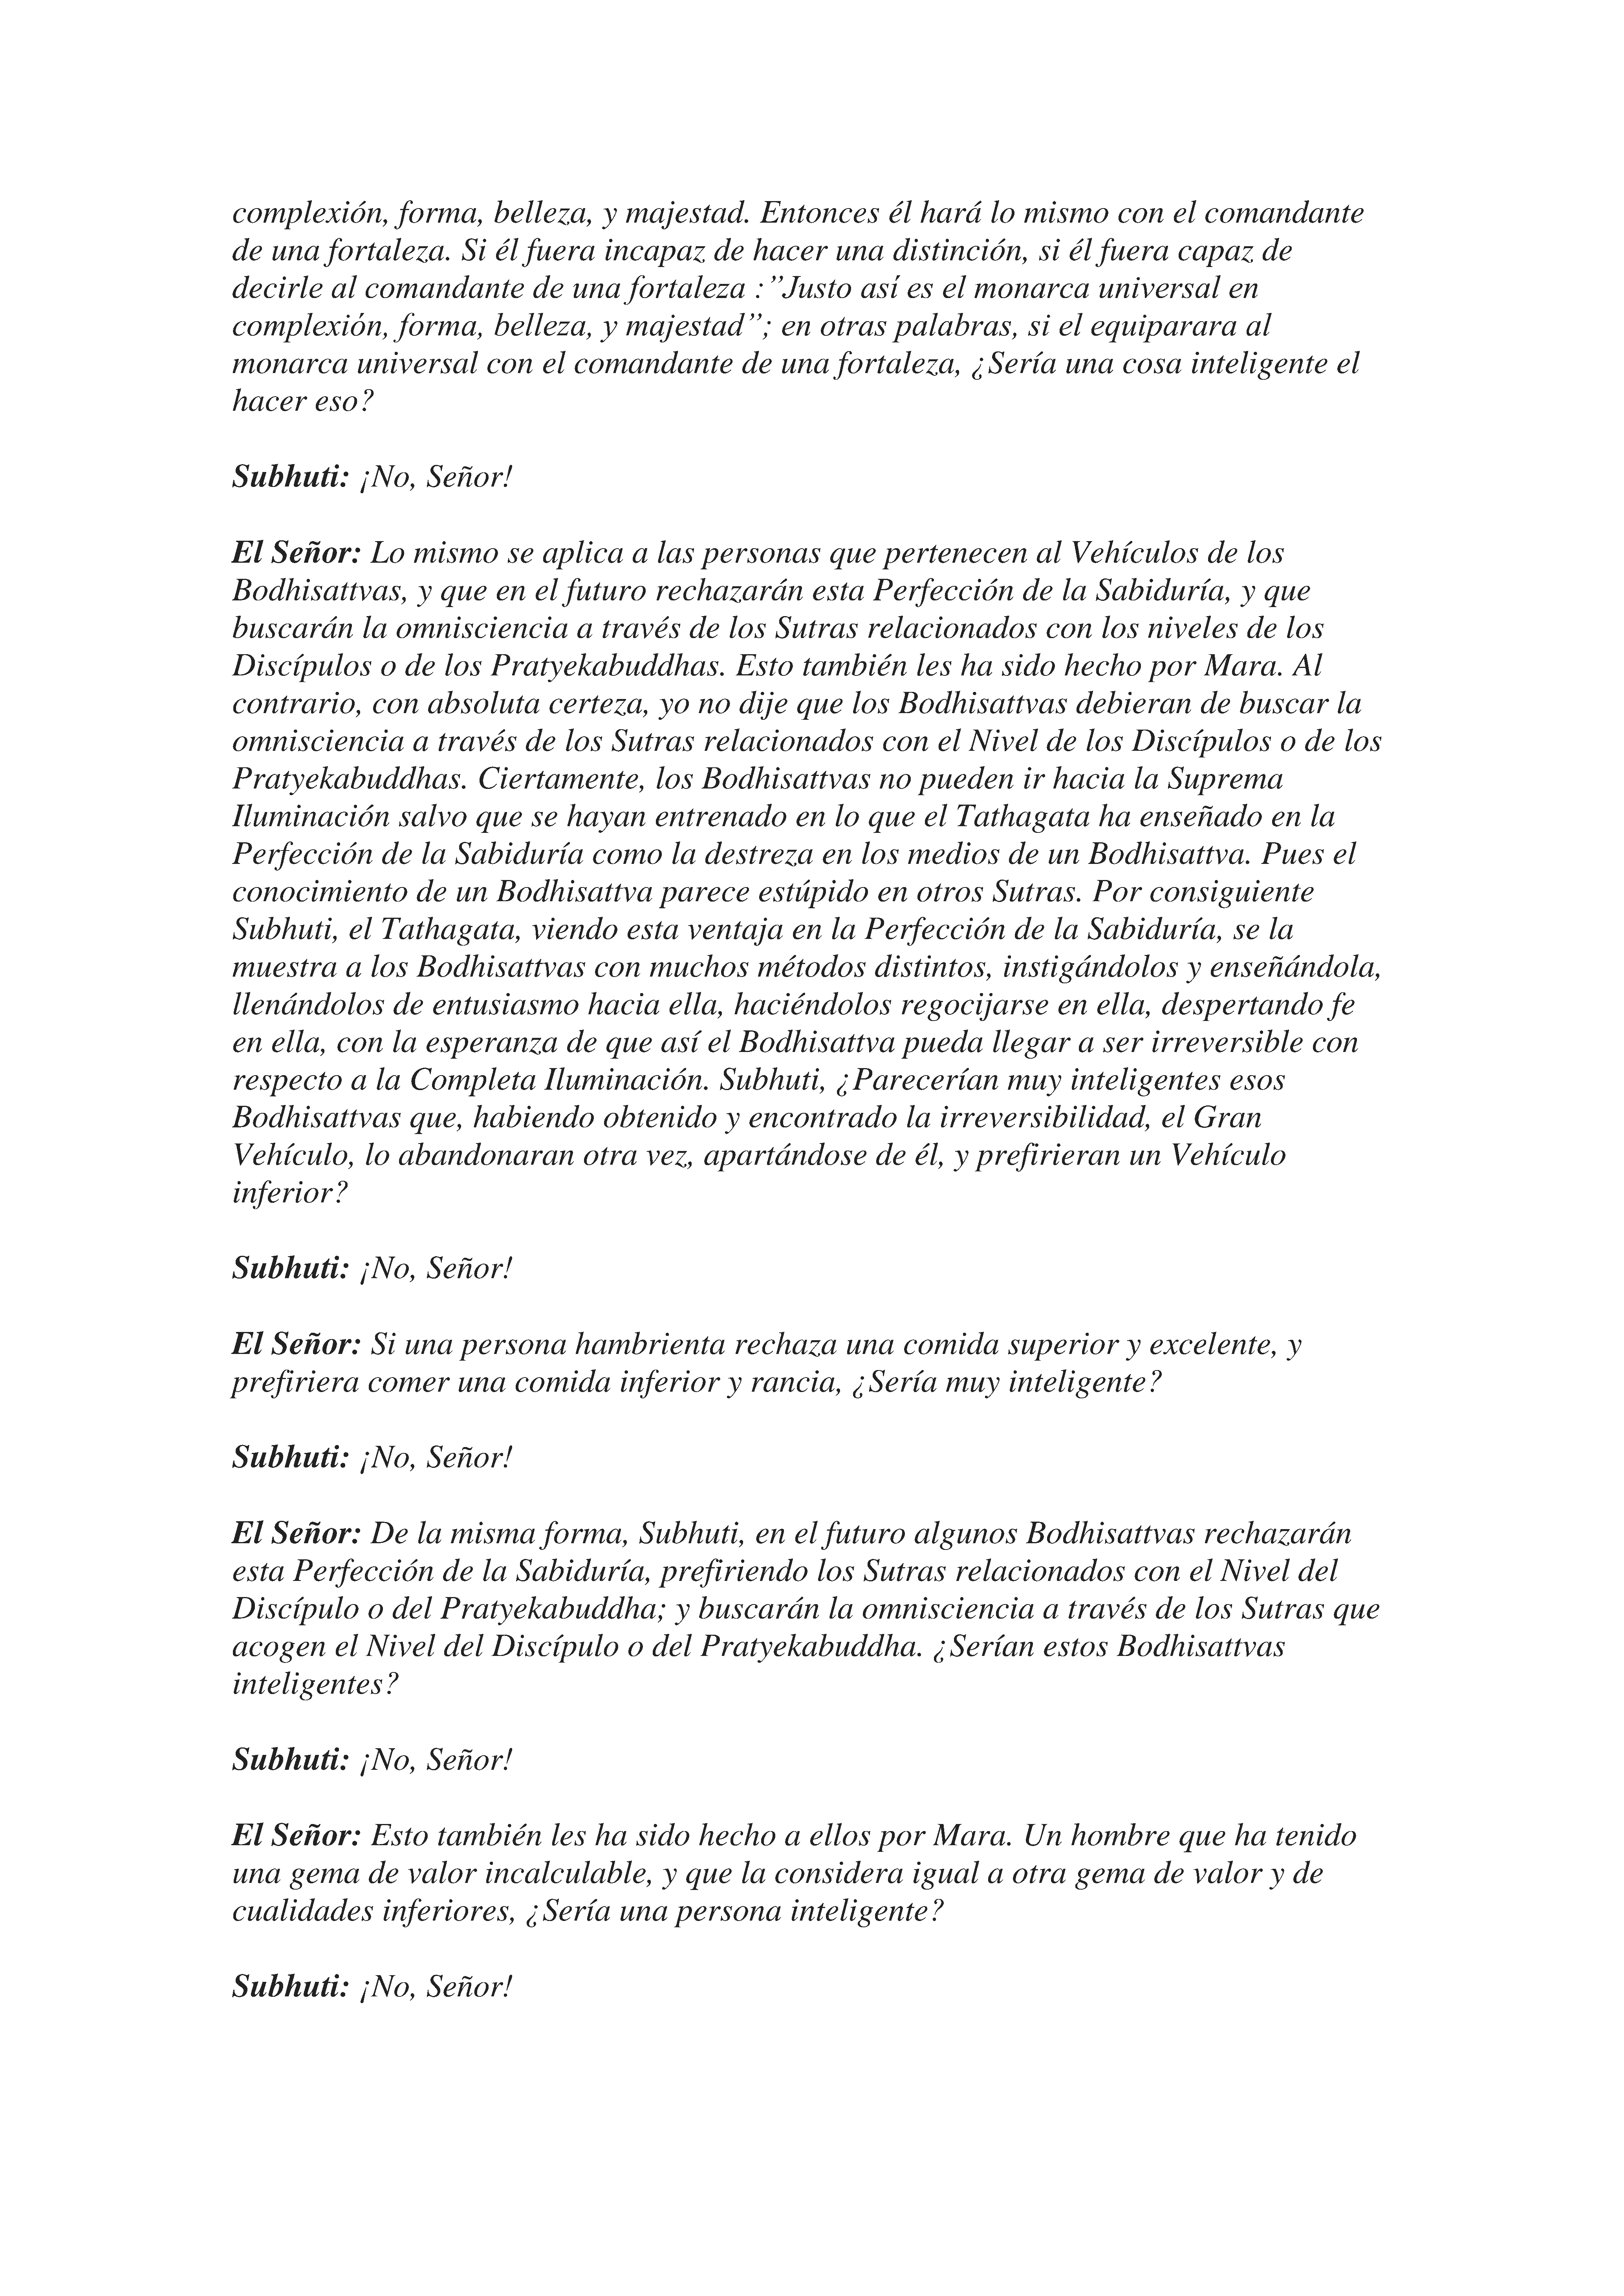 complexión, forma, belleza, y majestad. Entonces él hará lo mismo con el comandante
de una fortaleza. Si él fuera incapaz de hacer una distinción, si él fuera capaz de
decirle al comandante de una fortaleza :”Justo así es el monarca universal en
complexión, forma, belleza, y majestad”; en otras palabras, si el equiparara al
monarca universal con el comandante de una fortaleza, ¿Sería una cosa inteligente el
hacer eso?
Subhuti: ¡No, Señor!
El Señor: Lo mismo se aplica a las personas que pertenecen al Vehículos de los
Bodhisattvas, y que en el futuro rechazarán esta Perfección de la Sabiduría, y que
buscarán la omnisciencia a través de los Sutras relacionados con los niveles de los
Discípulos o de los Pratyekabuddhas. Esto también les ha sido hecho por Mara. Al
contrario, con absoluta certeza, yo no dije que los Bodhisattvas debieran de buscar la
omnisciencia a través de los Sutras relacionados con el Nivel de los Discípulos o de los
Pratyekabuddhas. Ciertamente, los Bodhisattvas no pueden ir hacia la Suprema
Iluminación salvo que se hayan entrenado en lo que el Tathagata ha enseñado en la
Perfección de la Sabiduría como la destreza en los medios de un Bodhisattva. Pues el
conocimiento de un Bodhisattva parece estúpido en otros Sutras. Por consiguiente
Subhuti, el Tathagata, viendo esta ventaja en la Perfección de la Sabiduría, se la
muestra a los Bodhisattvas con muchos métodos distintos, instigándolos y enseñándola,
llenándolos de entusiasmo hacia ella, haciéndolos regocijarse en ella, despertando fe
en ella, con la esperanza de que así el Bodhisattva pueda llegar a ser irreversible con
respecto a la Completa Iluminación. Subhuti, ¿Parecerían muy inteligentes esos
Bodhisattvas que, habiendo obtenido y encontrado la irreversibilidad, el Gran
Vehículo, lo abandonaran otra vez, apartándose de él, y prefirieran un Vehículo
inferior?
Subhuti: ¡No, Señor!
El Señor: Si una persona hambrienta rechaza una comida superior y excelente, y
prefiriera comer una comida inferior y rancia, ¿Sería muy inteligente?
Subhuti: ¡No, Señor!
El Señor: De la misma forma, Subhuti, en el futuro algunos Bodhisattvas rechazarán
esta Perfección de la Sabiduría, prefiriendo los Sutras relacionados con el Nivel del
Discípulo o del Pratyekabuddha; y buscarán la omnisciencia a través de los Sutras que
acogen el Nivel del Discípulo o del Pratyekabuddha. ¿Serían estos Bodhisattvas
inteligentes?
Subhuti: ¡No, Señor!
El Señor: Esto también les ha sido hecho a ellos por Mara. Un hombre que ha tenido
una gema de valor incalculable, y que la considera igual a otra gema de valor y de
cualidades inferiores, ¿Sería una persona inteligente?
Subhuti: ¡No, Señor!